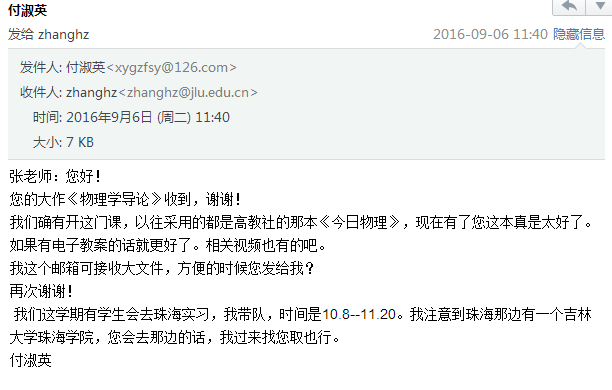 付淑英
发给 zhanghz 2016-09-06 11:40 隐藏信息
发件人: 付淑英<xygzfsy@126.com>
收件人: zhanghz<zhanghz@jlu.edu.cn>
时间: 2016年9月6日 (周二) 11:40
大小: 7 KB
张老师：您好！
您的大作《物理学导论》收到，谢谢！
我们确有开这门课，以往采用的都是高教社的那本《今日物理》，现在有了您这本真是太好了。
如果有电子教案的话就更好了。相关视频也有的吧。
我这个邮箱可接收大文件，方便的时候您发给我？
再次谢谢！
我们这学期有学生会去珠海实习，我带队，时间是10.8--11.20。我注意到珠海那边有一个吉林
大学珠海学院，您会去那边的话，我过来找您取也行。
付淑英